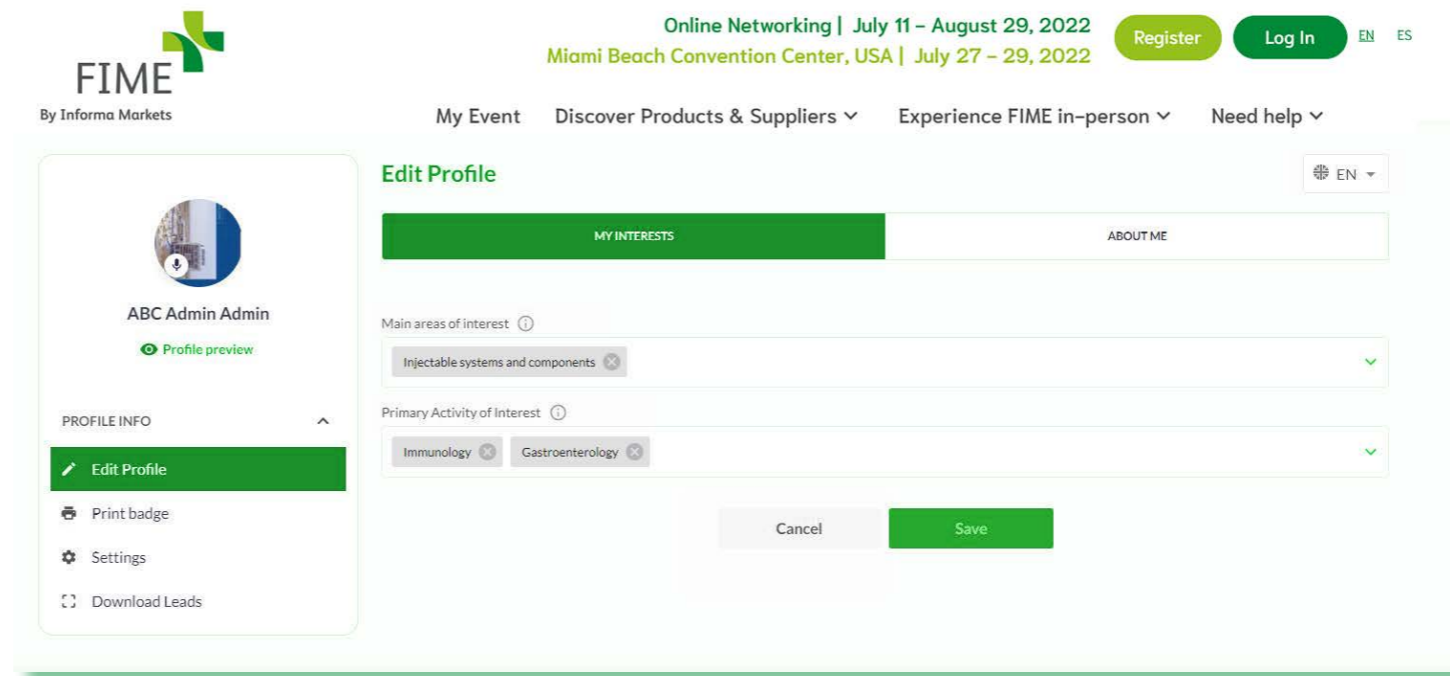 FIME
By Informa Markets
Online Networking | July 11 – August 29, 2022
Miami Beach Convention Center, USA | July 27 – 29, 2022
Register
Log In
EN ES
My Event Discover Products & Suppliers Experience FIME in-person Need help
ABC Admin Admin
Profile preview
PROFILE INFO
Edit Profile
Print badge
Settings
Download Leads
Edit Profile
EN
MY INTERESTS
ABOUT ME
Main areas of interest
Injectable systems and components
Primary Activity of Interest
Immunology Gastroenterology
Cancel Save